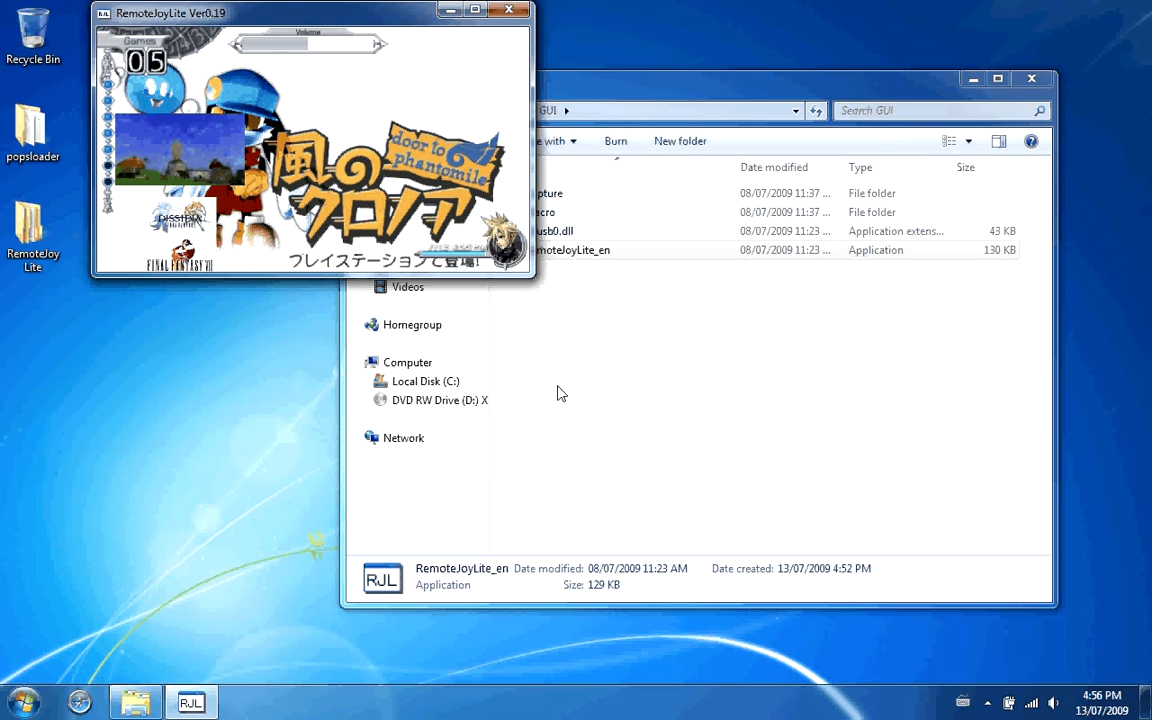 RemoteJoyLite Ver0.19
Recycle Bin
Games
05
Volume
風のクロノア
door to
phantomile
DISSIDIA
FINAL FANTASY VII
プレイステーションで登場!
popsloader
RemoteJoy
Lite
GUI
Search GUI
e with
Burn
New folder
Date modified
Type
Size
pture
08/07/2009 11:37 ...
File folder
acro
08/07/2009 11:37 ...
File folder
usb0.dll
08/07/2009 11:23 ...
Application extens...
43 KB
moteJoyLite_en
08/07/2009 11:23 ...
Application
130 KB
Videos
Homegroup
Computer
Local Disk (C:)
DVD RW Drive (D:) X
Network
RJL
RemoteJoyLite_en
Date modified: 08/07/2009 11:23 AM
Date created: 13/07/2009 4:52 PM
Application
Size: 129 KB
RJL
4:56 PM
13/07/2009